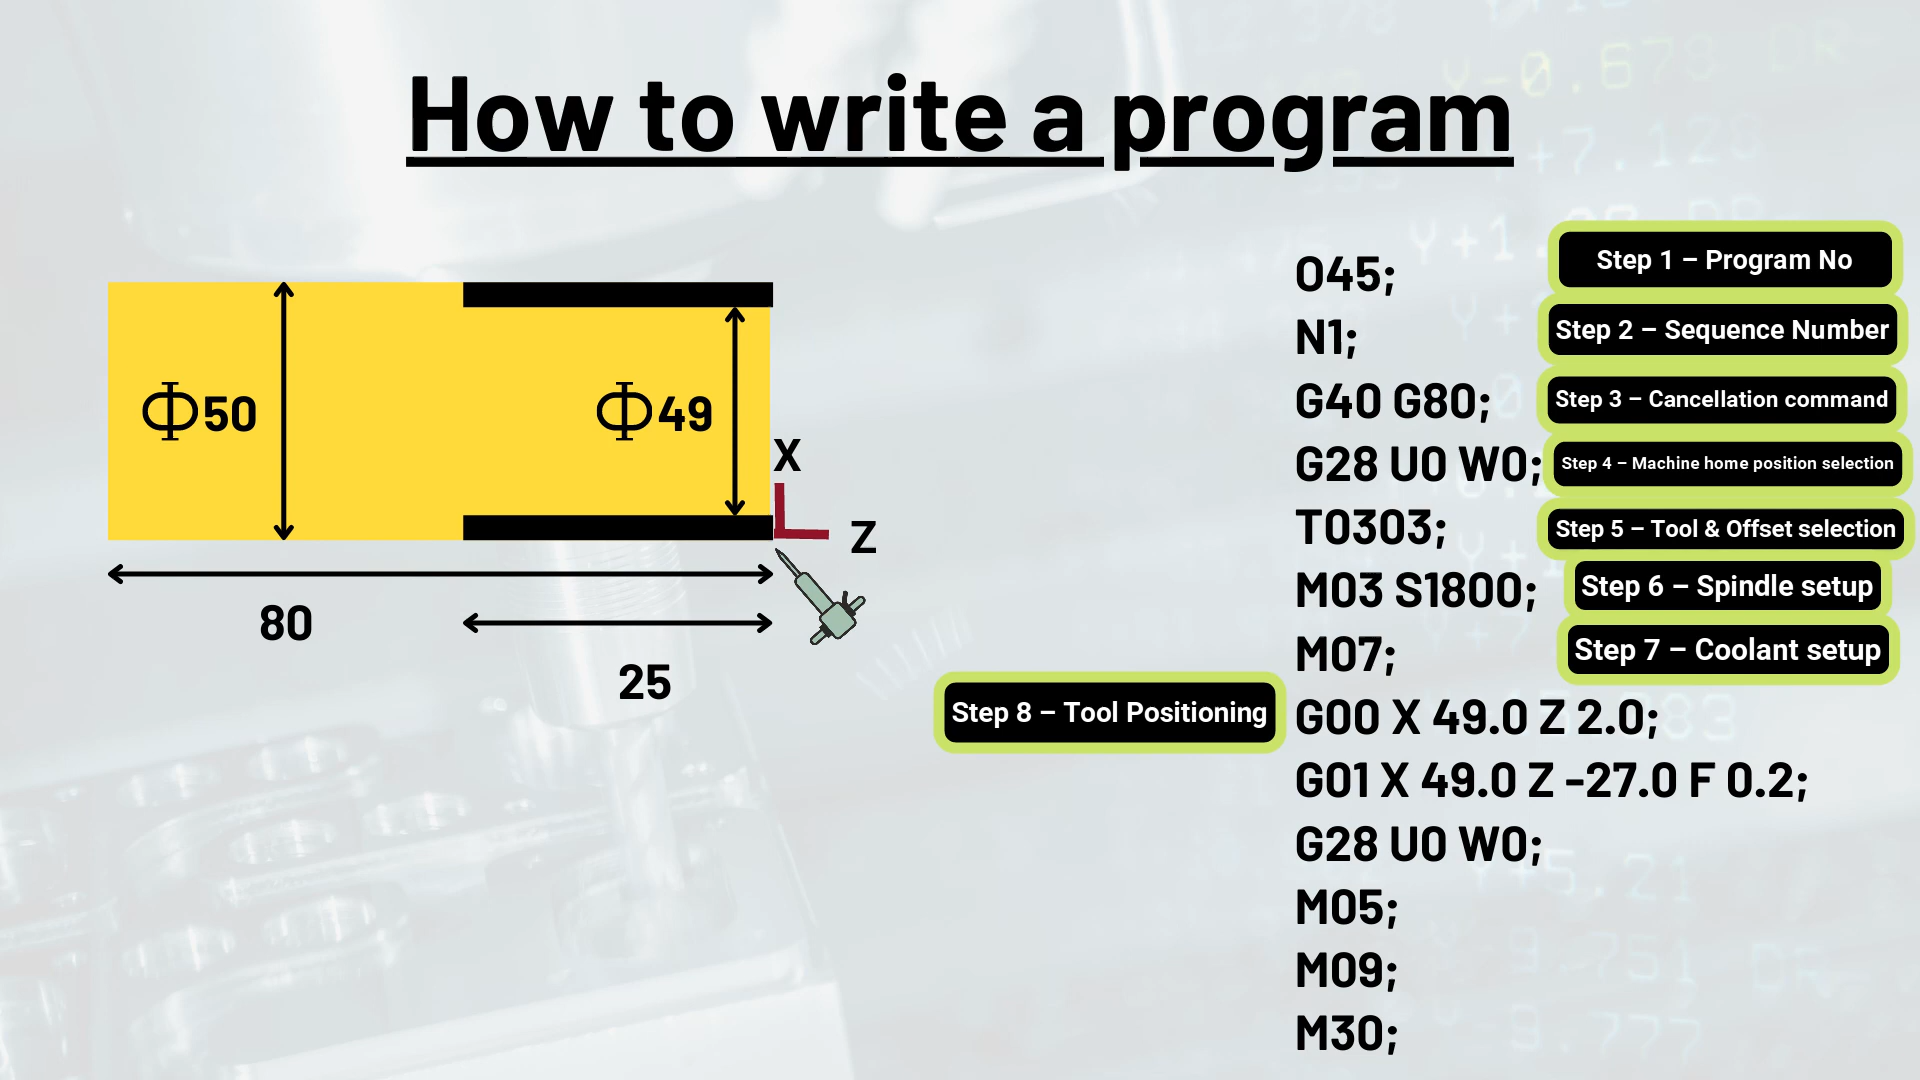 How to write a program
Φ50
Φ49
X
Z
80
25
O45;
Step 1 – Program No
N1;
Step 2 – Sequence Number
G40 G80;
Step 3 – Cancellation command
G28 U0 W0;
Step 4 – Machine home position selection
T0303;
Step 5 – Tool & Offset selection
M03 S1800;
Step 6 – Spindle setup
M07;
Step 7 – Coolant setup
Step 8 – Tool Positioning
G00 X 49.0 Z 2.0;
G01 X 49.0 Z -27.0 F 0.2;
G28 U0 W0;
M05;
M09;
M30;